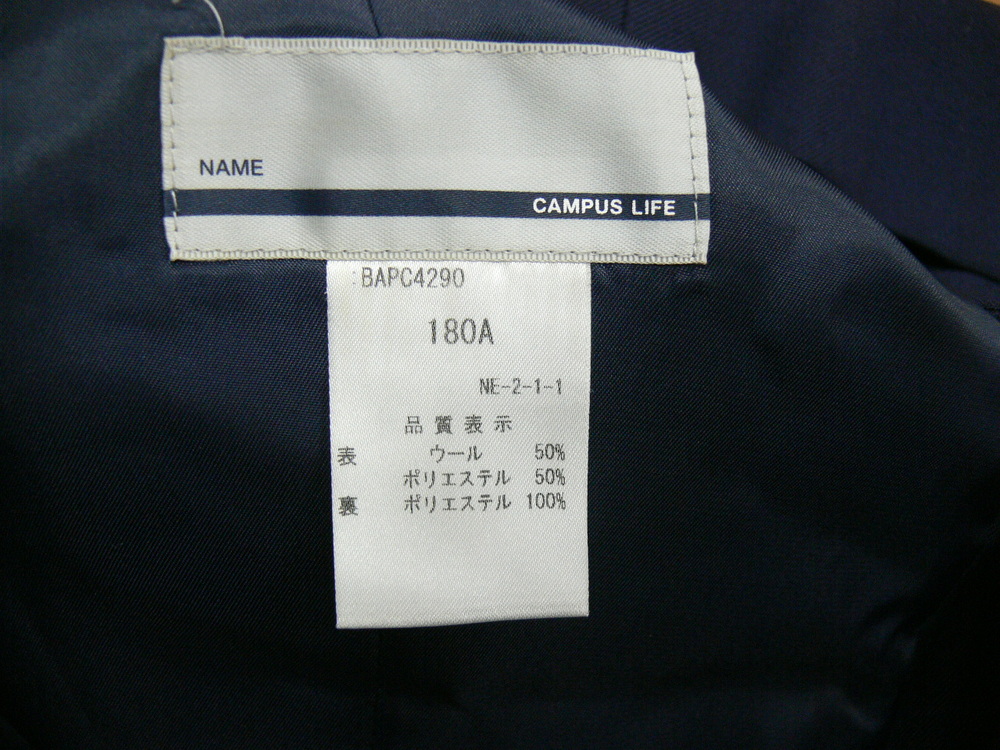 NAME
CAMPUS LIFE
:BAPC4290
180A
NE-2-1-1
品質表示
表 ウール 50%
ポリエステル 50%
裏 ポリエステル 100%